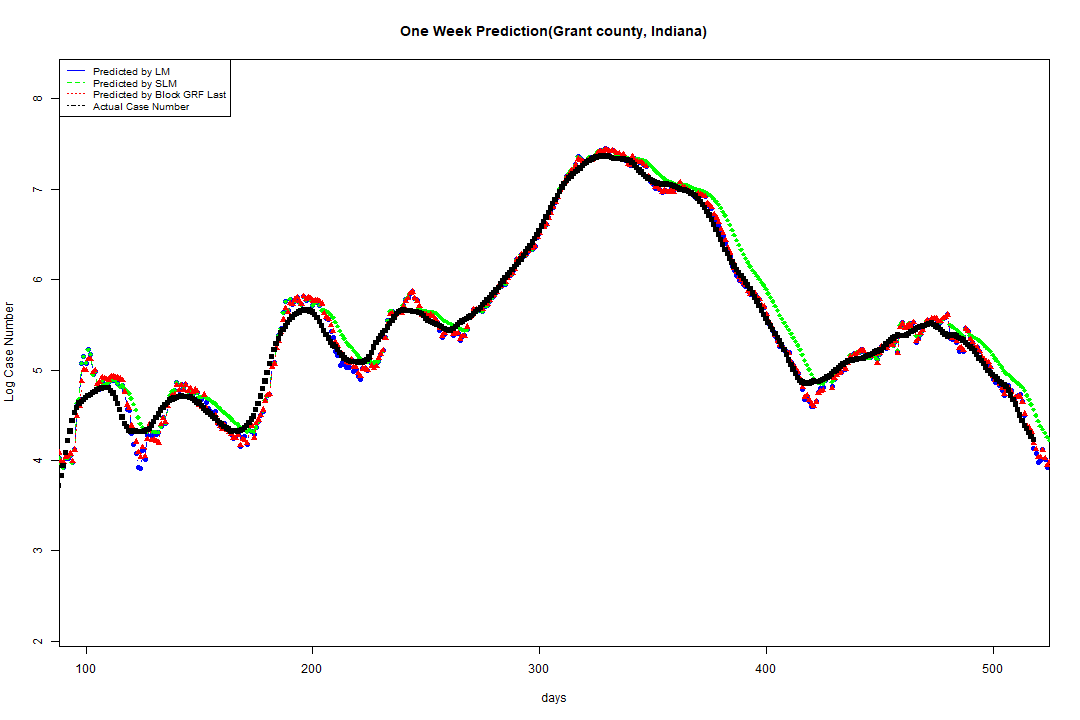 One Week Prediction(Grant county, Indiana)
Predicted by LM
Predicted by SLM
Predicted by Block GRF Last
Actual Case Number
8
7
6
5
4
3
2
Log Case Number
100 200 300 400 500
days